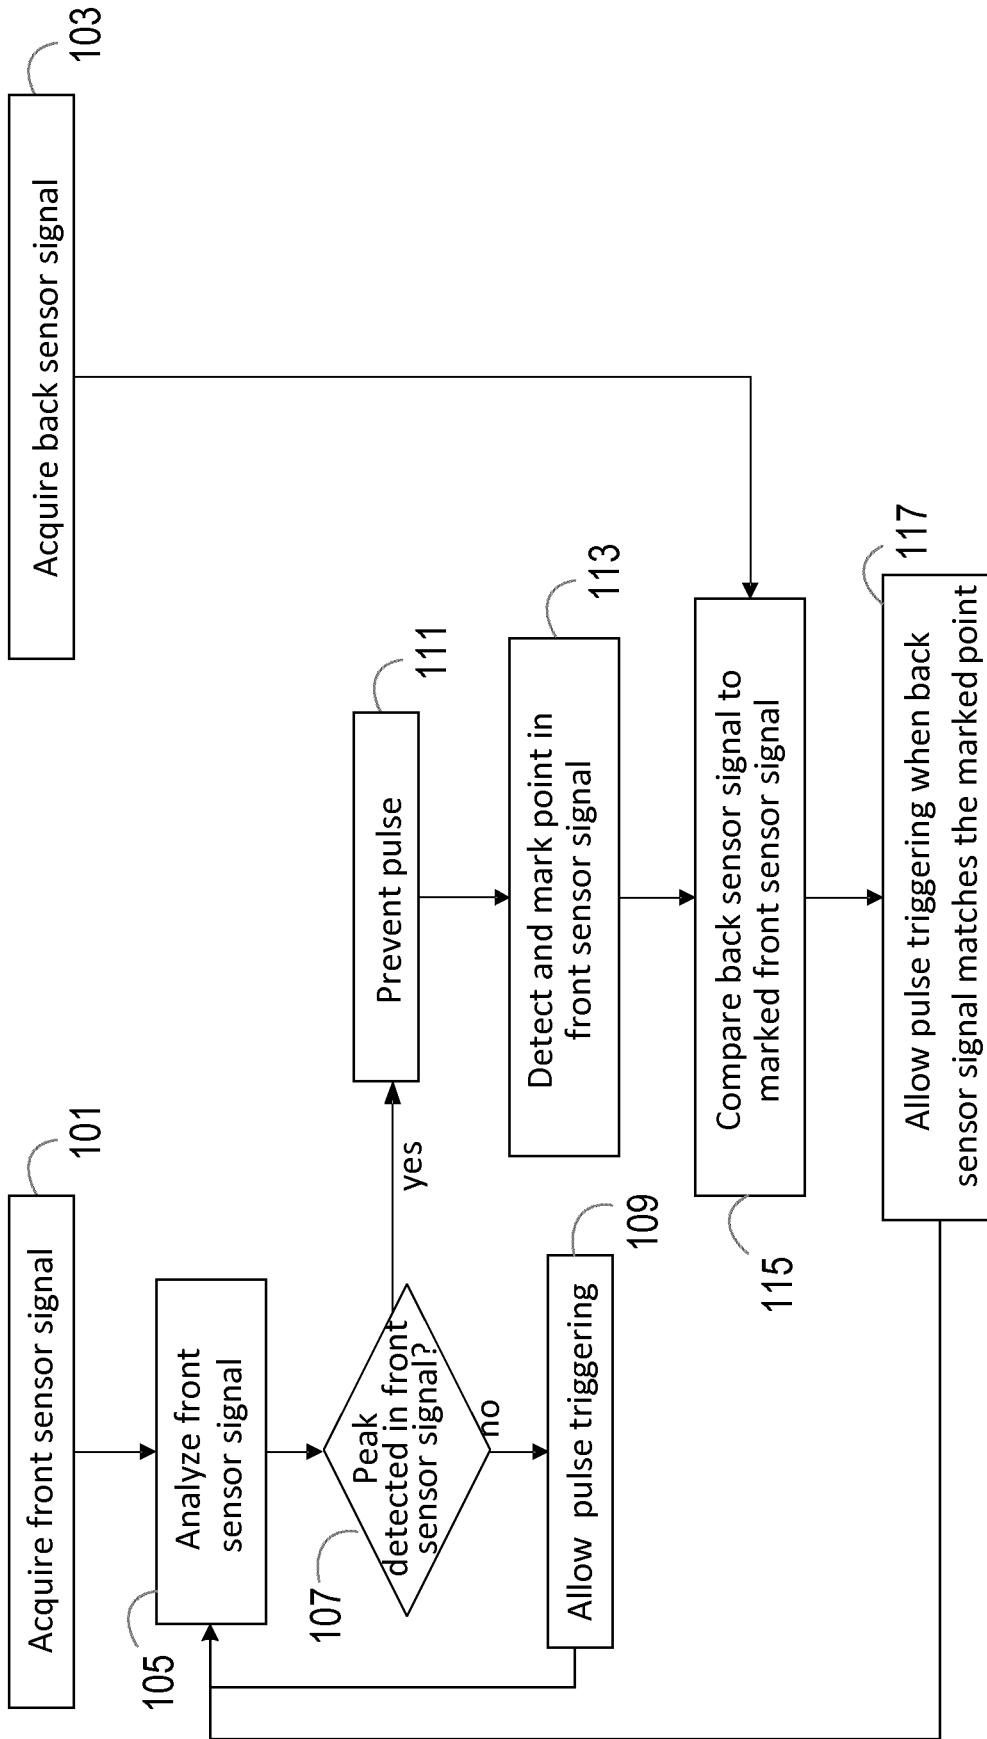 Acquire front sensor signal
101
Acquire back sensor signal
103
105
Analyze front
sensor signal
107
Peak
detected in front
sensor signal?
yes
no
Prevent pulse
111
Allow pulse triggering
109
Detect and mark point in
front sensor signal
113
Compare back sensor signal to
marked front sensor signal
115
Allow pulse triggering when back
sensor signal matches the marked point
117